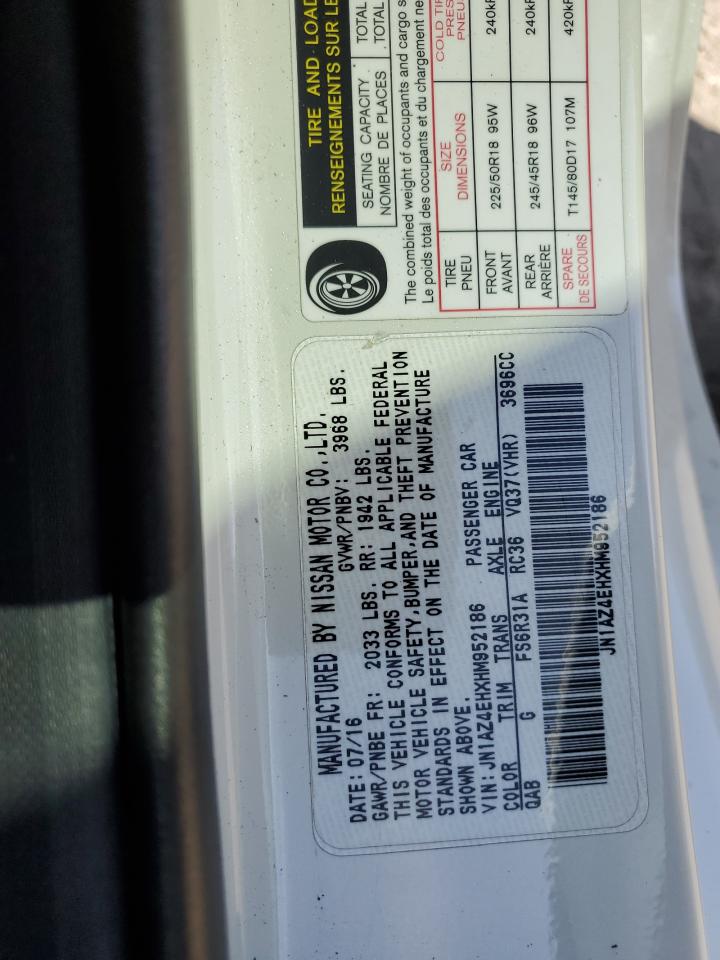 MANUFACTURED BY NISSAN MOTOR CO.,LTD.
DATE: 07/16 GVWR/PNBV: 3968 LBS.
GAWR/PNBE FR: 2033 LBS. RR: 1942 LBS.
THIS VEHICLE CONFORMS TO ALL APPLICABLE FEDERAL
MOTOR VEHICLE SAFETY,BUMPER,AND THEFT PREVENTION
STANDARDS IN EFFECT ON THE DATE OF MANUFACTURE
SHOWN ABOVE.
VIN: JN1AZ4EHXHM952186 PASSENGER CAR
COLOR TRIM TRANS AXLE ENGINE 3696CC
QAB G FS6R31A RC36 VQ37(VHR)
JN1AZ4EHXHM952186
TIRE AND LOAD
RENSEIGNEMENTS SUR LE
SEATING CAPACITY TOTAL
NOMBRE DE PLACES TOTAL
The combined weight of occupants and cargo s
Le poids total des occupants et du chargement ne
TIRE SIZE COLD TIR
PNEU DIMENSIONS PRES
PNEU
FRONT 225/50R18 95W 240kP
AVANT
REAR 245/45R18 96W 240kP
ARRIÈRE
SPARE T145/80D17 107M 420kP
DE SECOURS